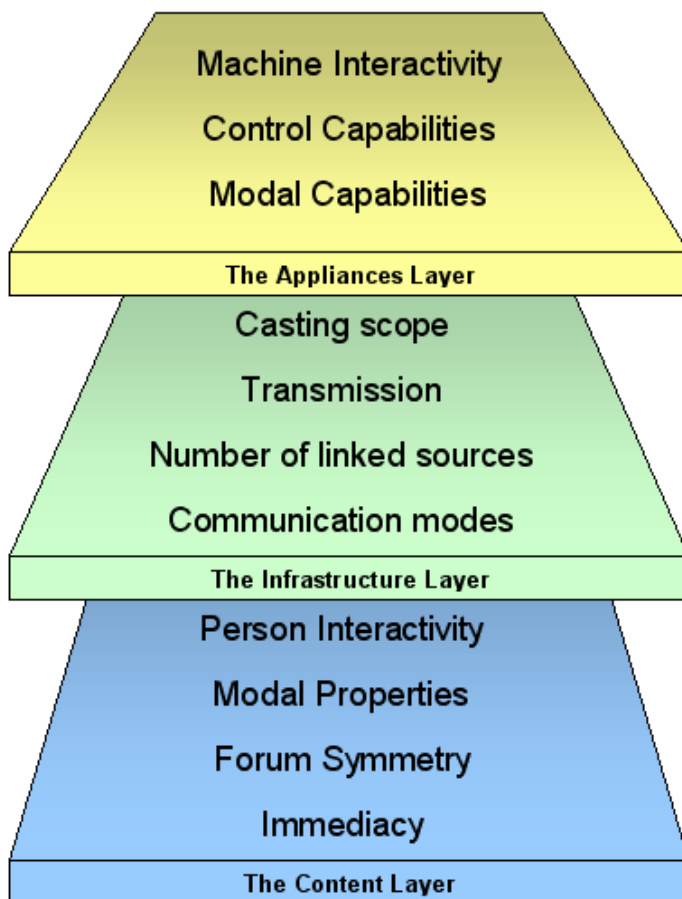 Machine Interactivity
Control Capabilities
Modal Capabilities
The Appliances Layer
Casting scope
Transmission
Number of linked sources
Communication modes
The Infrastructure Layer
Person Interactivity
Modal Properties
Forum Symmetry
Immediacy
The Content Layer